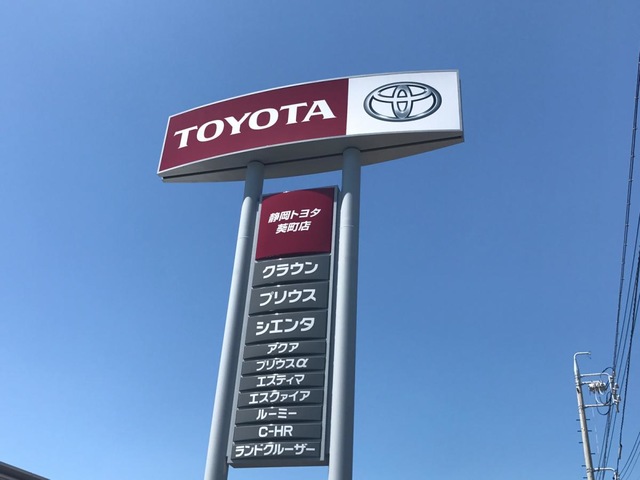 TOYOTA
静岡トヨタ
葵町店
クラウン
プリウス
シエンタ
アクア
プリウスα
エスティマ
エスクァイア
ルーミー
C-HR
ランドクルーザー